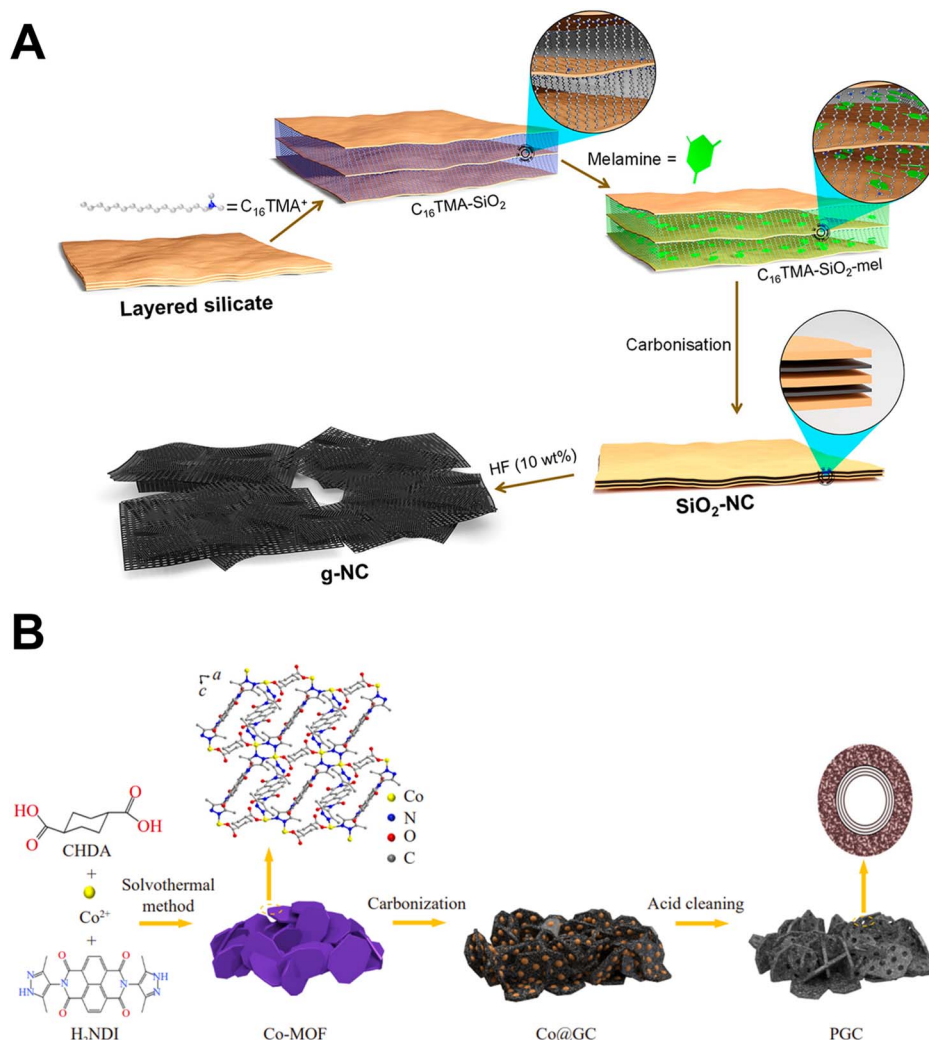 A
Melamine =
= C₁₆TMA⁺
C₁₆TMA-SiO₂
C₁₆TMA-SiO₂-mel
Layered silicate
Carbonisation
HF (10 wt%)
SiO₂-NC
g-NC
B
a
c
Co
N
O
C
O
HO
OH
O
CHDA
+
Co²⁺
+
Solvothermal
method
Carbonization
Acid cleaning
O
O
N
NH
N
N
HN
N
O
O
H₂NDI
Co-MOF
Co@GC
PGC